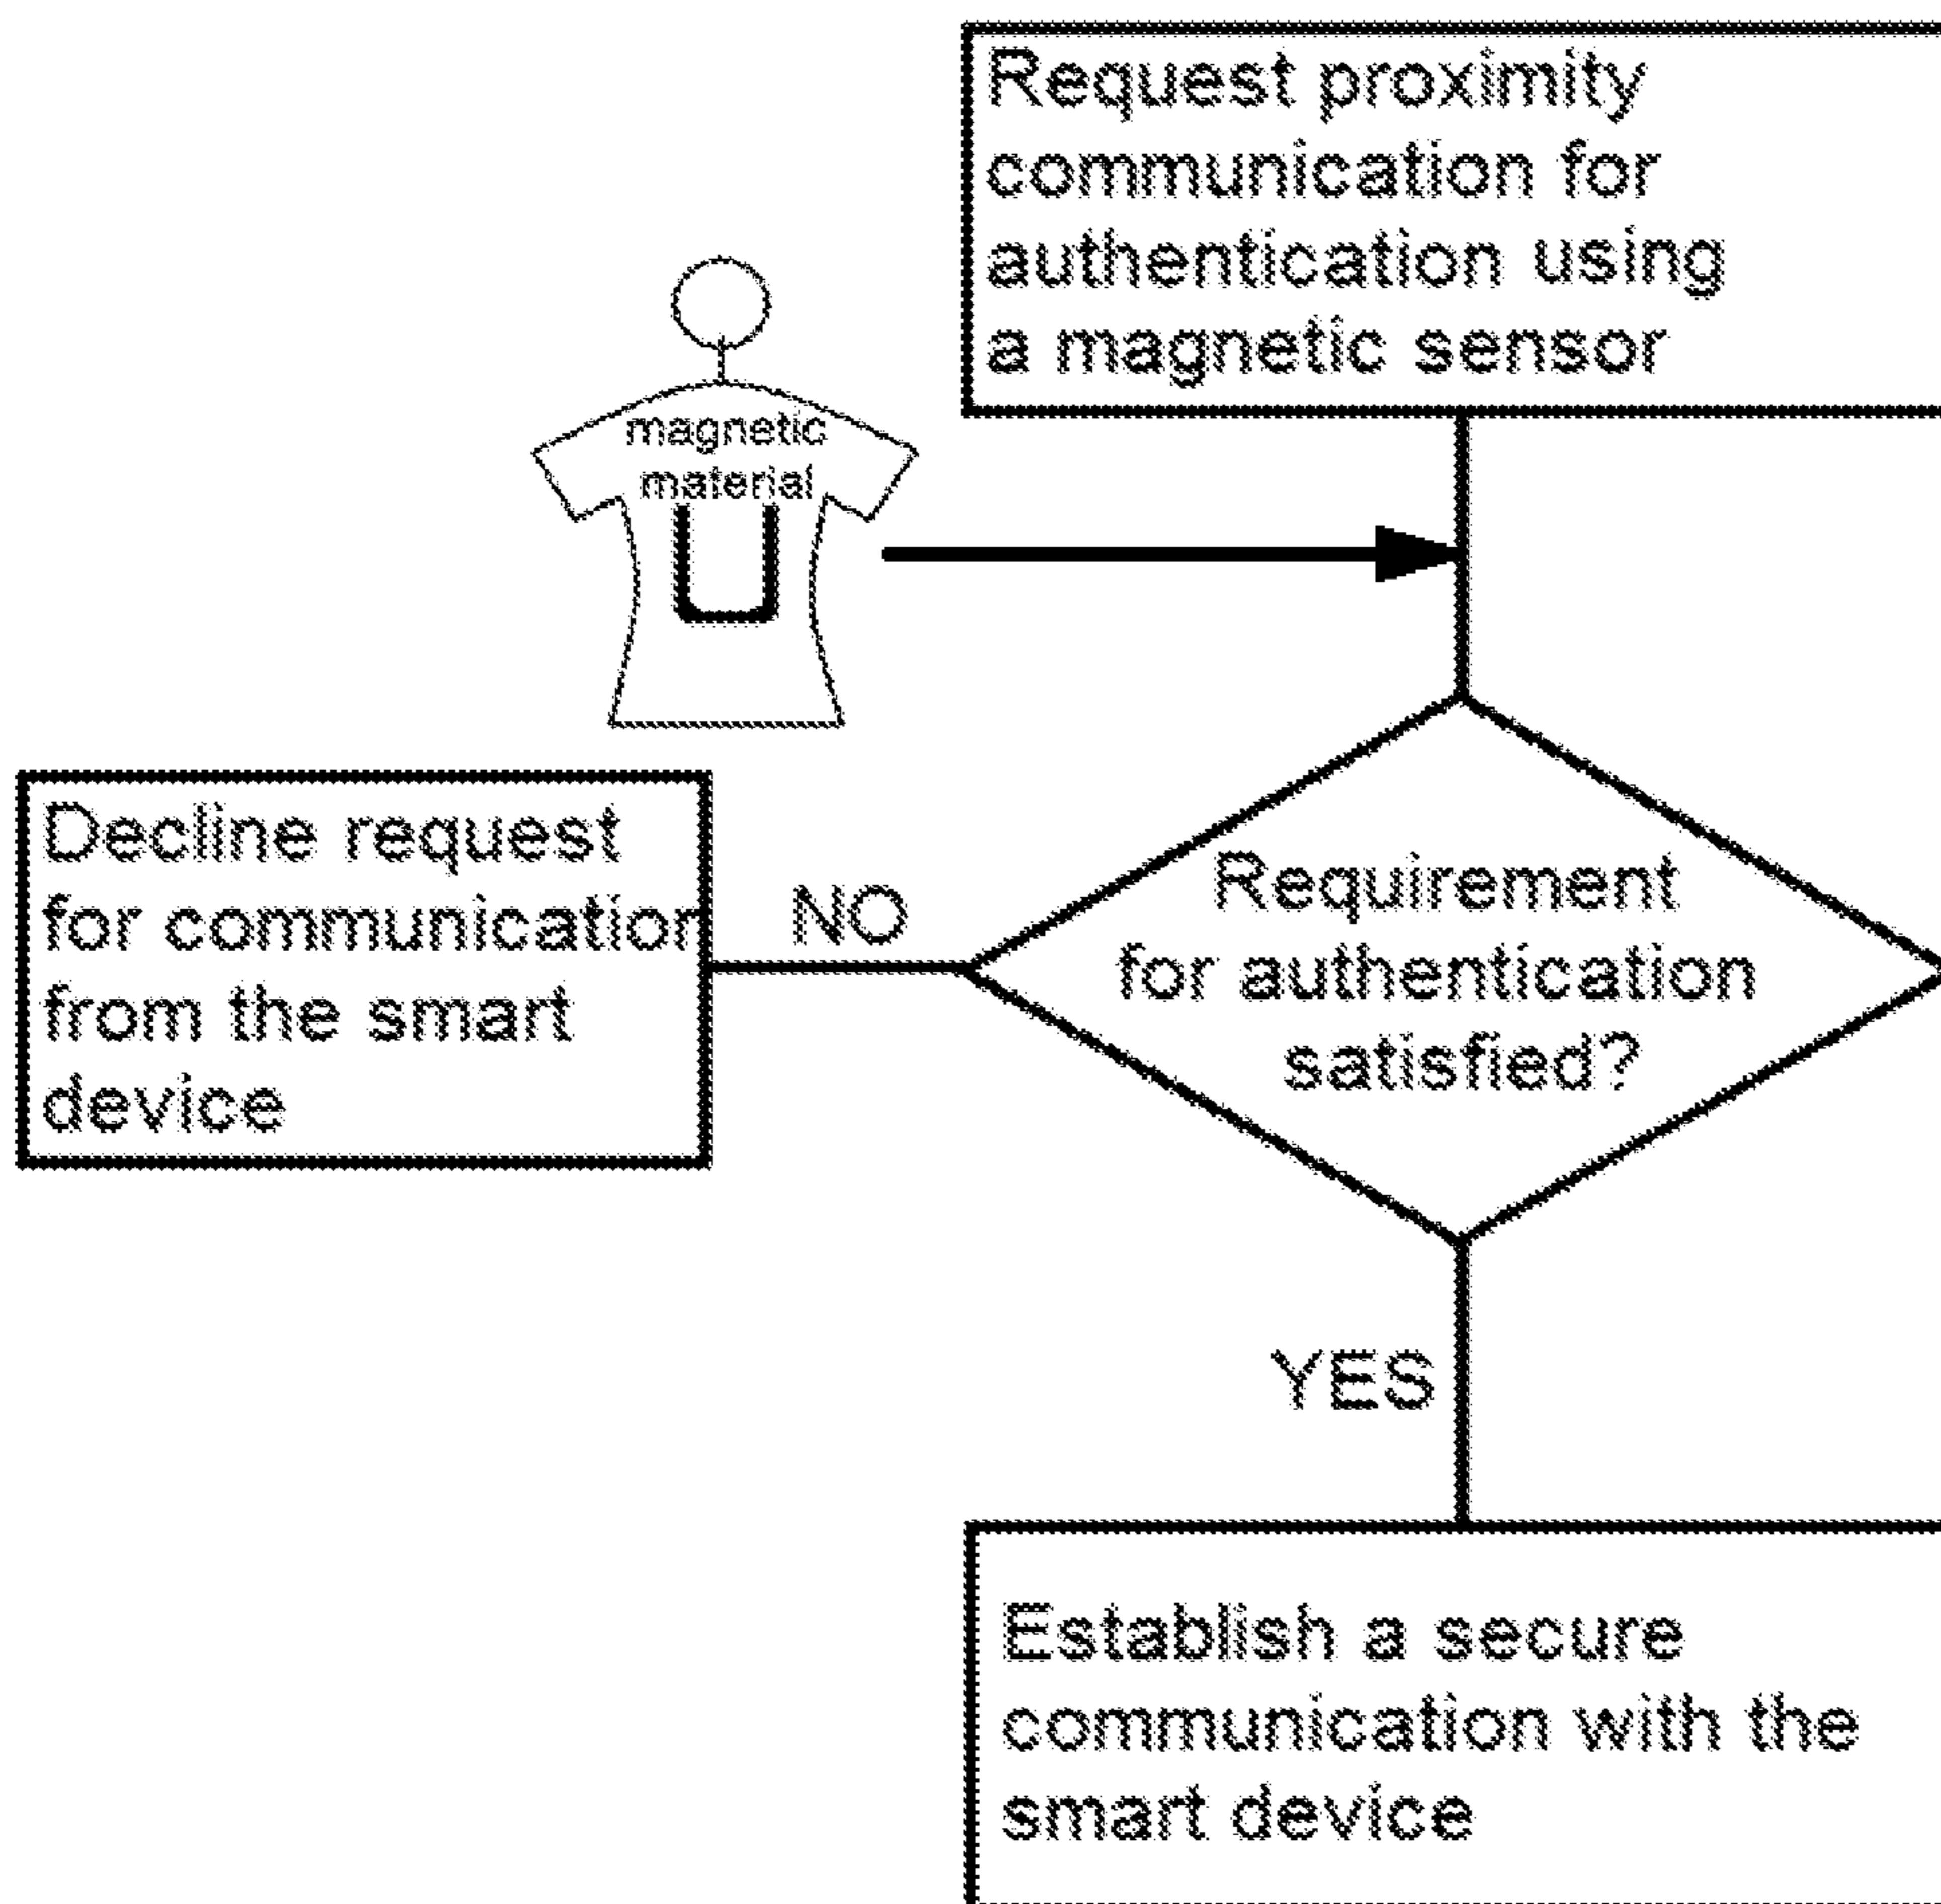 Request proximity
communication for
authentication using
a magnetic sensor
magnetic
material
Decline request
for communication
from the smart
device
NO
Requirement
for authentication
satisfied?
YES
Establish a secure
communication with the
smart device